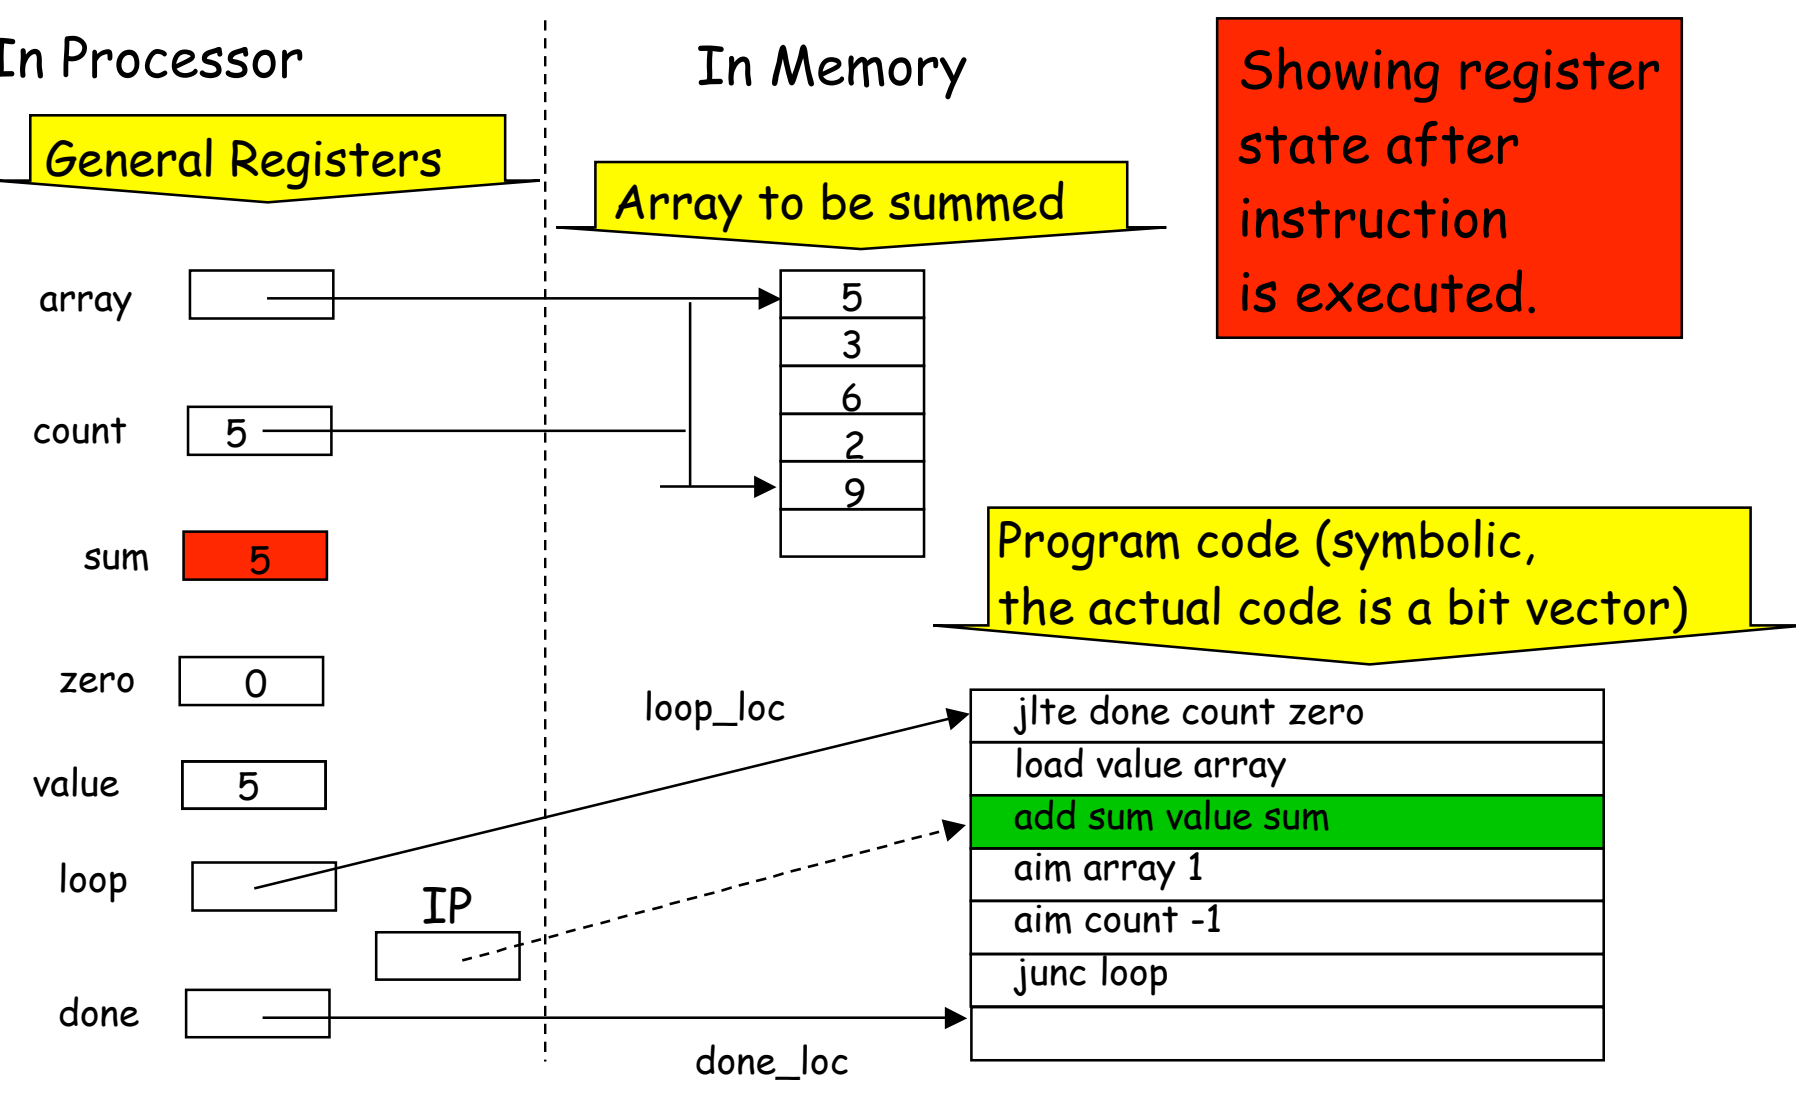 In Processor
In Memory
Showing register
state after
instruction
is executed.
General Registers
Array to be summed
array
5
3
6
2
9
count
5
sum
5
Program code (symbolic,
the actual code is a bit vector)
zero
0
loop_loc
jlte done count zero
load value array
add sum value sum
aim array 1
aim count -1
junc loop
value
5
loop
IP
done
done_loc